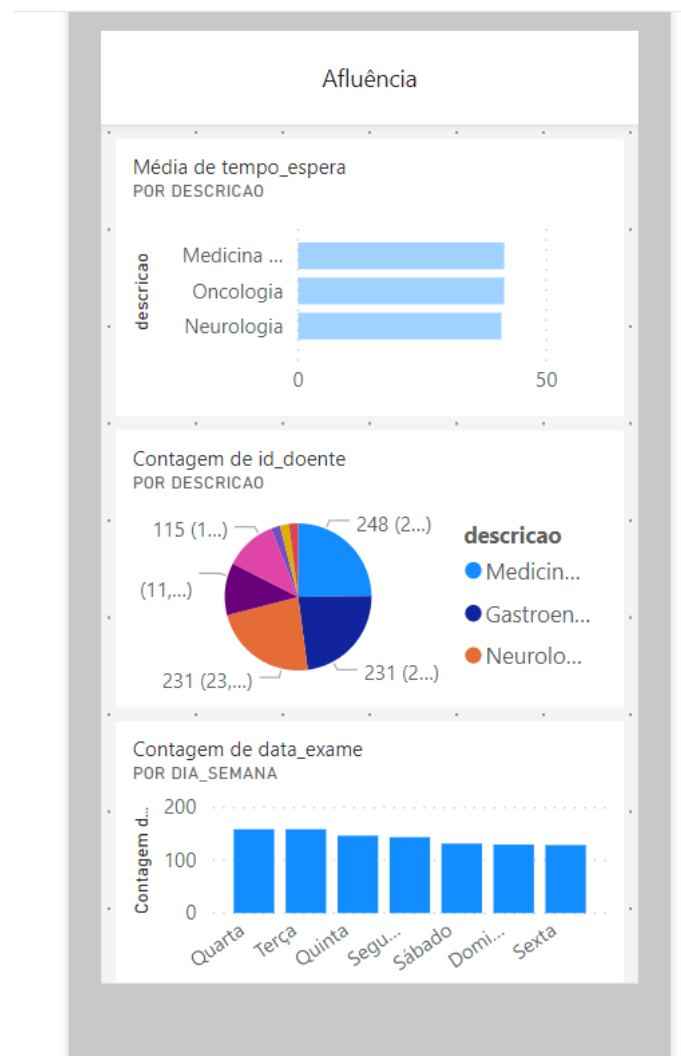 Afluência
Média de tempo_espera
POR DESCRICAO
descricao
Medicina ...
Oncologia
Neurologia
0
50
Contagem de id_doente
POR DESCRICAO
115 (1...)
248 (2...)
(11,...)
231 (23,...)
231 (2...)
descricao
Medicin...
Gastroen...
Neurolo...
Contagem de data_exame
POR DIA_SEMANA
Contagem d...
200
100
0
Quarta
Terça
Quinta
Segu...
Sábado
Domi...
Sexta